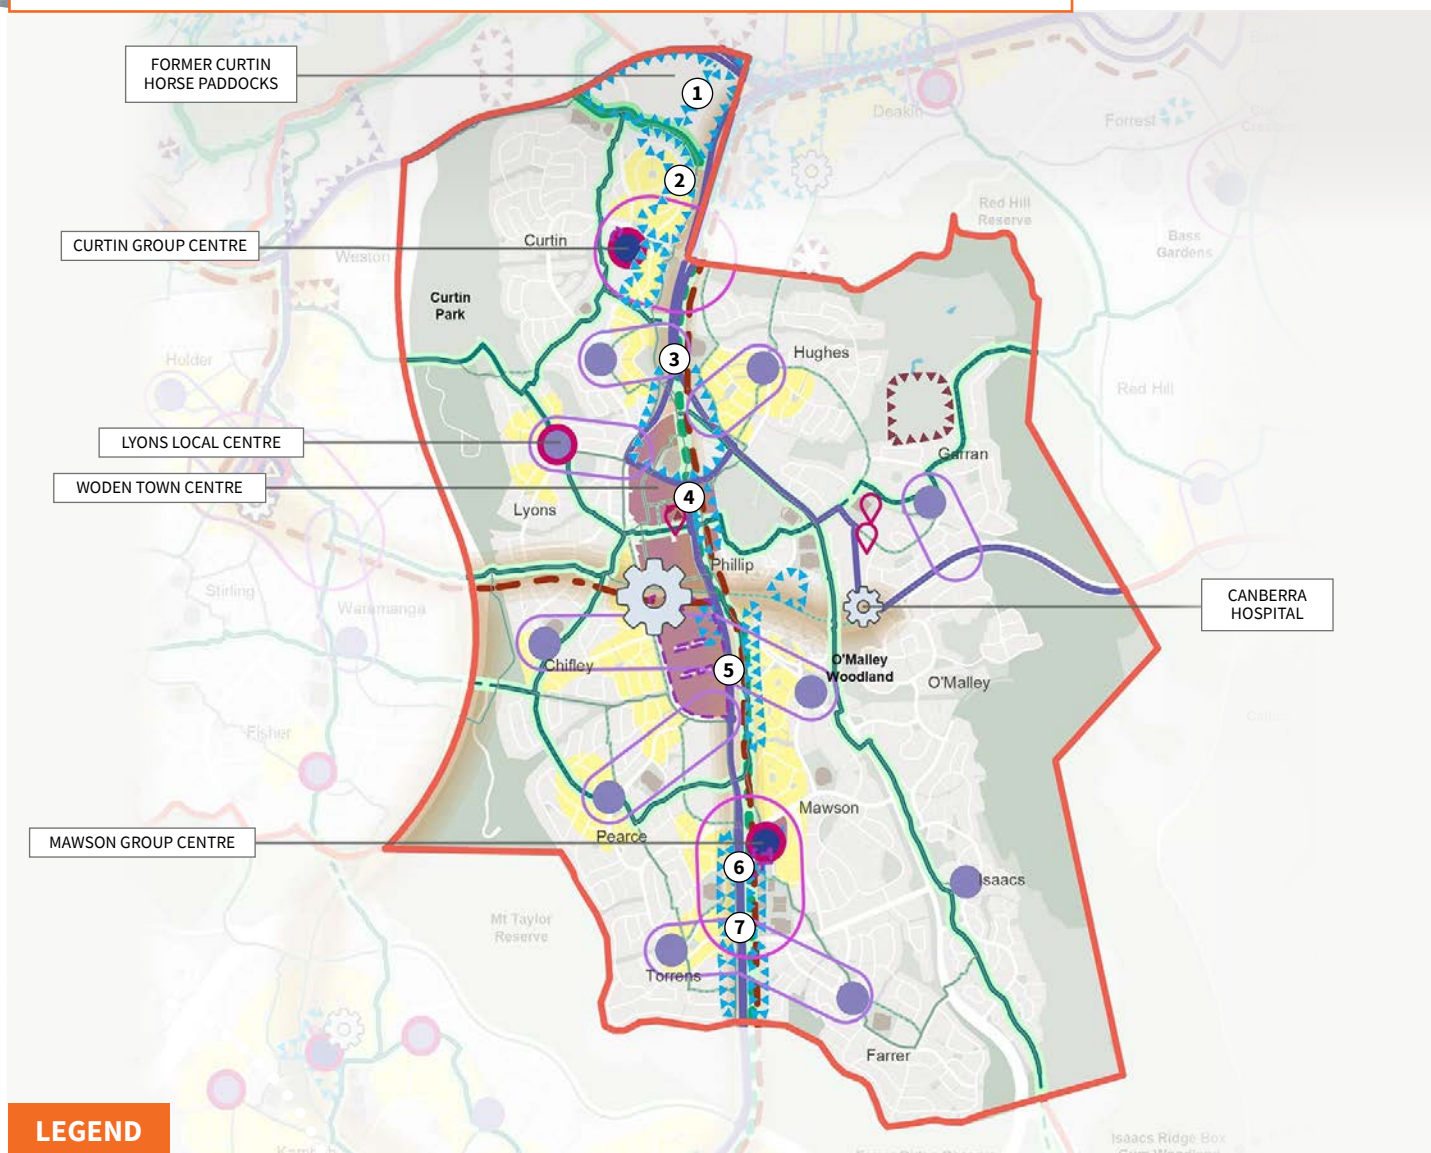 FORMER CURTIN
HORSE PADDOCKS
1
Deakin
Forrest
2
Red Hill
Reserve
CURTIN GROUP CENTRE
Curtin
Weston
Bass
Gardens
Curtin
Park
3
Hughes
Holder
Red Hill
LYONS LOCAL CENTRE
Garran
WODEN TOWN CENTRE
4
Lyons
Phillip
Stirling
Waramanga
CANBERRA
HOSPITAL
Chifley
5
O'Malley
Woodland
O'Malley
Fisher
Mawson
Pearce
MAWSON GROUP CENTRE
6
Isaacs
Mt Taylor
Reserve
7
Torrens
Farrer
LEGEND
Isaacs Ridge Box